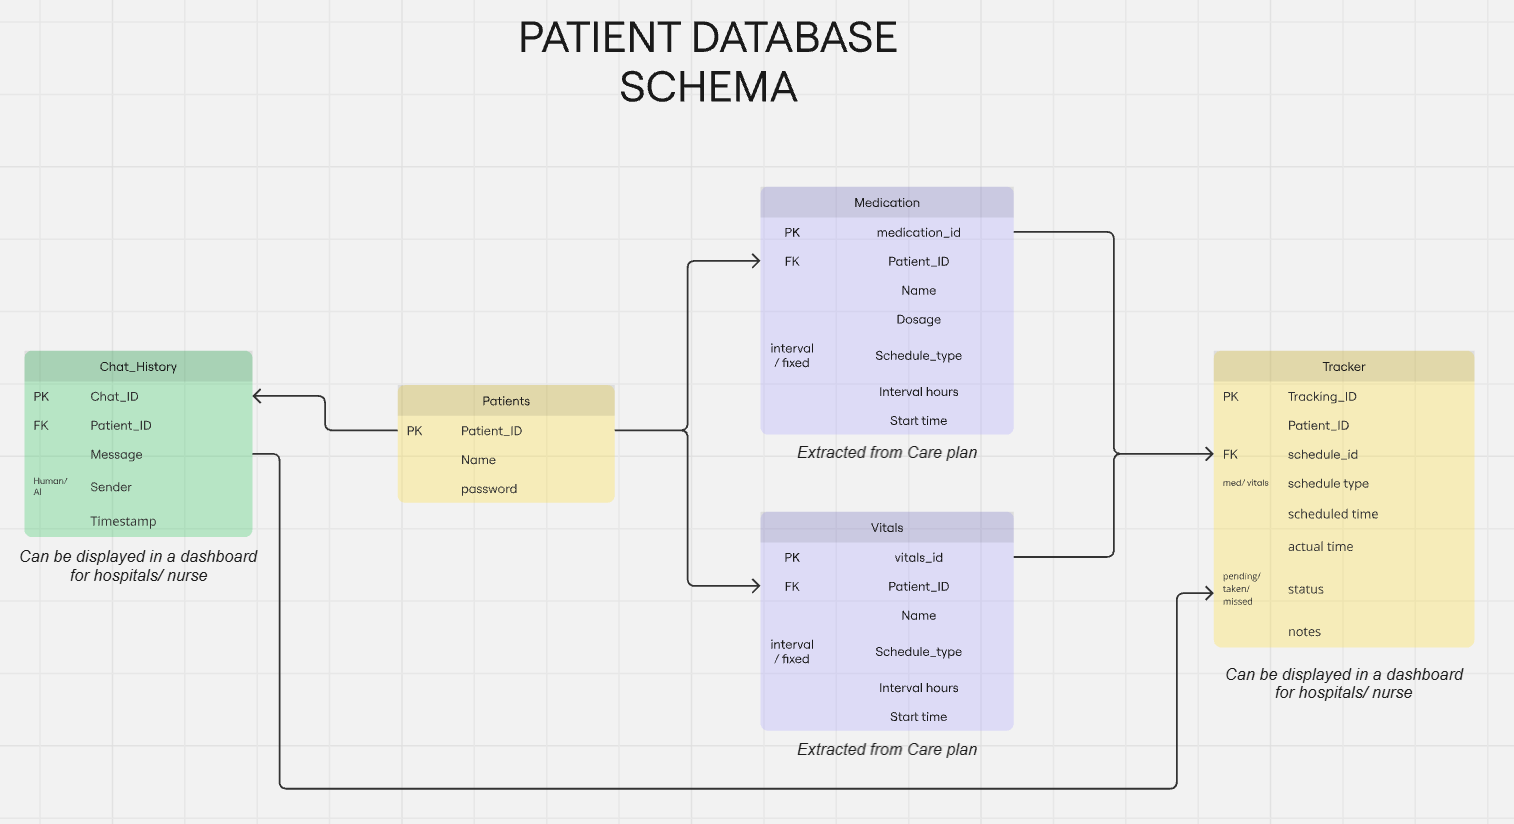 PATIENT DATABASE
SCHEMA
Chat_History
PK Chat_ID
FK Patient_ID
Message
Human/
AI
Sender
Timestamp
Can be displayed in a dashboard
for hospitals/ nurse
Patients
PK Patient_ID
Name
password
Medication
PK medication_id
FK Patient_ID
Name
Dosage
interval
/ fixed
Schedule_type
Interval hours
Start time
Extracted from Care plan
Vitals
PK vitals_id
FK Patient_ID
Name
interval
/ fixed
Schedule_type
Interval hours
Start time
Extracted from Care plan
Tracker
PK Tracking_ID
Patient_ID
FK schedule_id
med/ vitals schedule type
scheduled time
actual time
pending/
taken/
missed
status
notes
Can be displayed in a dashboard
for hospitals/ nurse